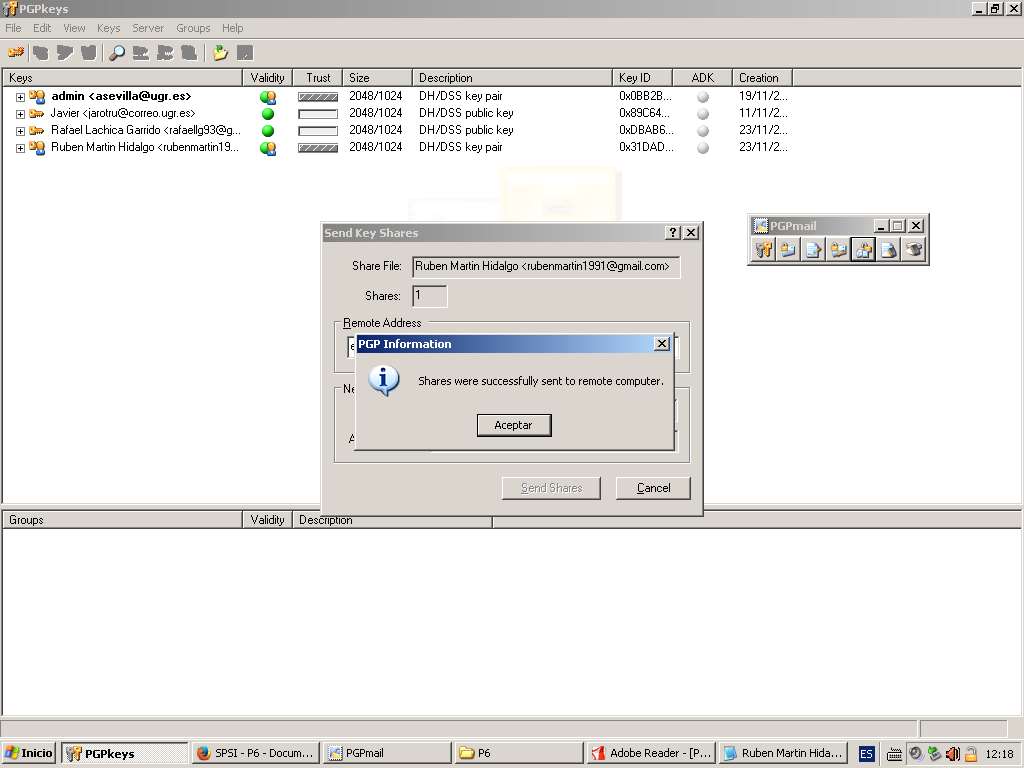 PGPkeys
File Edit View Keys Server Groups Help
Keys Validity Trust Size Description Key ID ADK Creation
admin <asevilla@ugr.es> 2048/1024 DH/DSS key pair 0x0BB2B... 19/11/2...
Javier <jarotru@correo.ugr.es> 2048/1024 DH/DSS public key 0x89C64... 11/11/2...
Rafael Lachica Garrido <rafaellg93@g... 2048/1024 DH/DSS public key 0xDBAB6... 23/11/2...
Ruben Martin Hidalgo <rubenmartin19... 2048/1024 DH/DSS key pair 0x31DAD... 23/11/2...
PGPmail
Send Key Shares
Share File: Ruben Martin Hidalgo <rubenmartin1991@gmail.com>
Shares: 1
Remote Address
PGP Information
Shares were successfully sent to remote computer.
Aceptar
Send Shares Cancel
Groups Validity Description
Inicio PGPkeys SPSI - P6 - Docum... PGPmail P6 Adobe Reader - [P... Ruben Martin Hida... ES 12:18